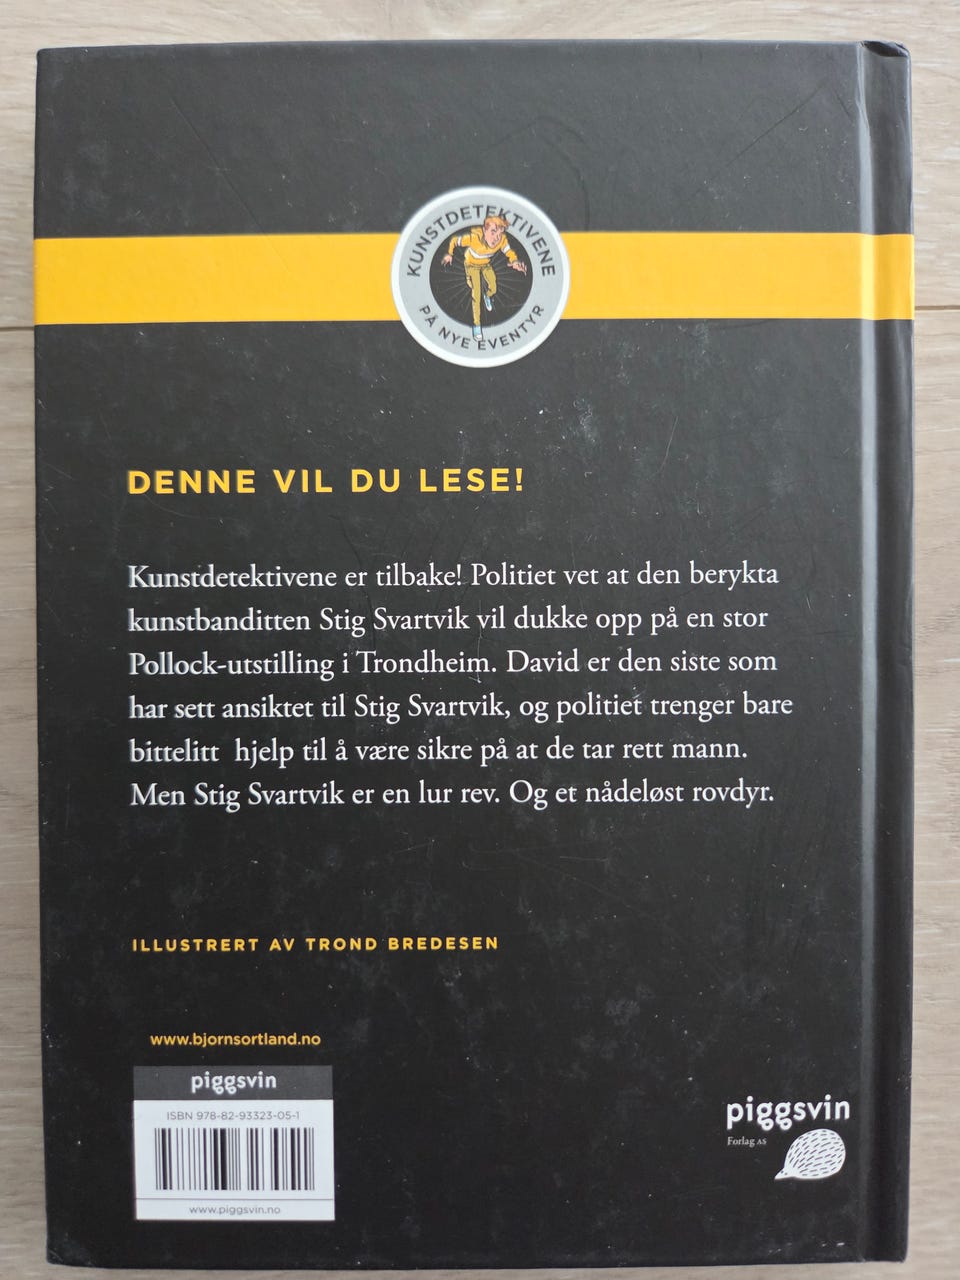 KUNSTDETEKTIVENE
PÅ NYE EVENTYR
DENNE VIL DU LESE!
Kunstdetektivene er tilbake! Politiet vet at den berykta
kunstbanditten Stig Svartvik vil dukke opp på en stor
Pollock-utstilling i Trondheim. David er den siste som
har sett ansiktet til Stig Svartvik, og politiet trenger bare
bittelitt  hjelp til å være sikre på at de tar rett mann.
Men Stig Svartvik er en lur rev. Og et nådeløst rovdyr.
ILLUSTRERT AV TROND BREDESEN
www.bjornsortland.no
piggsvin
ISBN 978-82-93323-05-1
www.piggsvin.no
piggsvin
Forlag AS